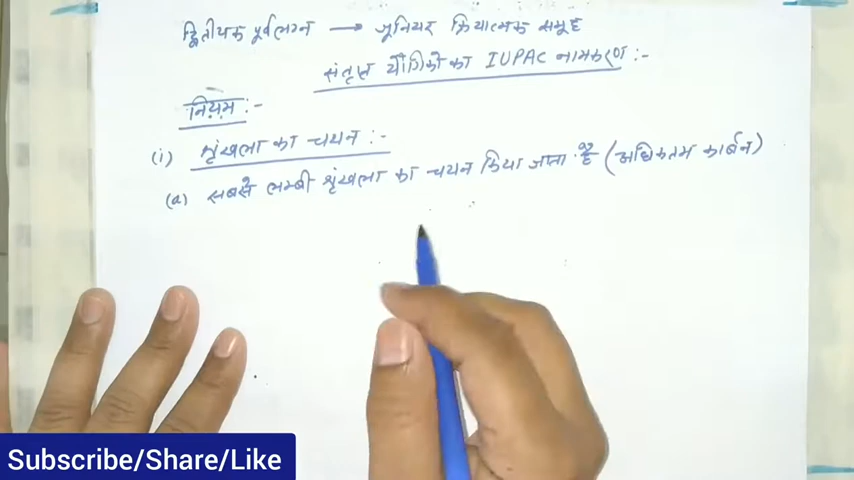 द्वितीयक पूर्वलग्न → जूनियर क्रियात्मक समूह
संतृप्त यौगिकों का IUPAC नामकरण :-
नियम :-
(i) शृंखला का चयन :-
(a) सबसे लम्बी शृंखला का चयन किया जाता है (अधिकतम कार्बन)
Subscribe/Share/Like